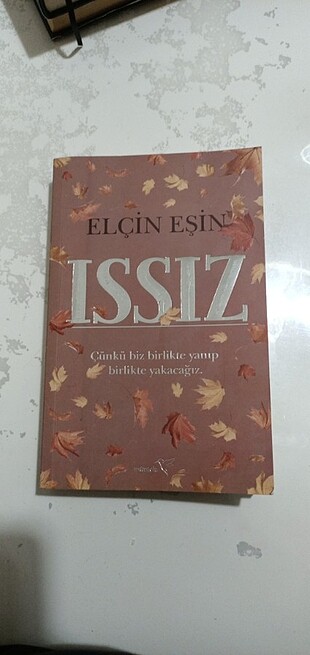 ELÇİN EŞİN
ISSIZ
Çünkü biz birlikte yanıp
birlikte yakacağız.